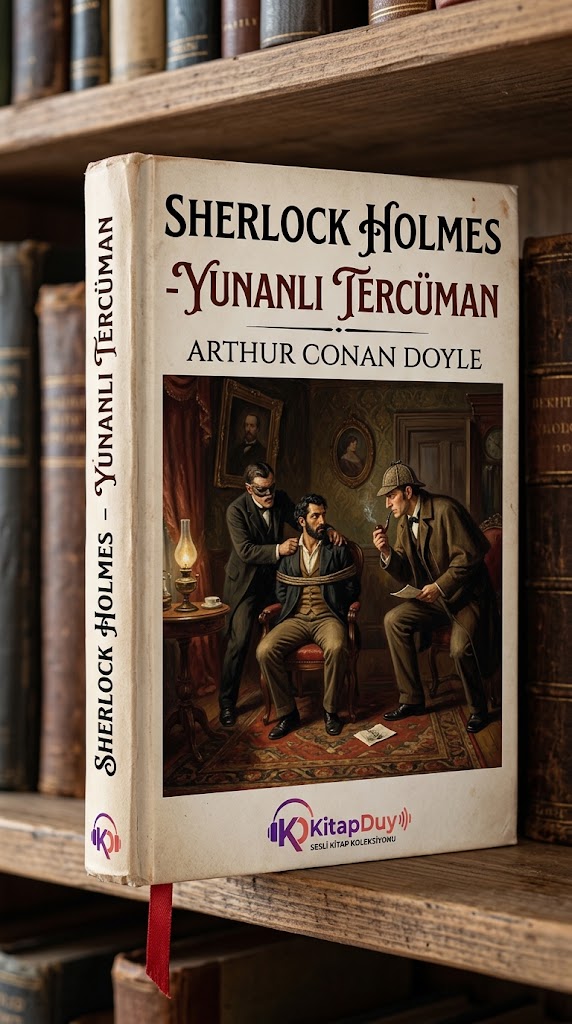 SHERLOCK HOLMES
-YUNANLI TERCÜMAN
ARTHUR CONAN DOYLE
KitapDuy
SESLİ KİTAP KOLEKSİYONU
SHERLOCK HOLMES - YUNANLI TERCÜMAN